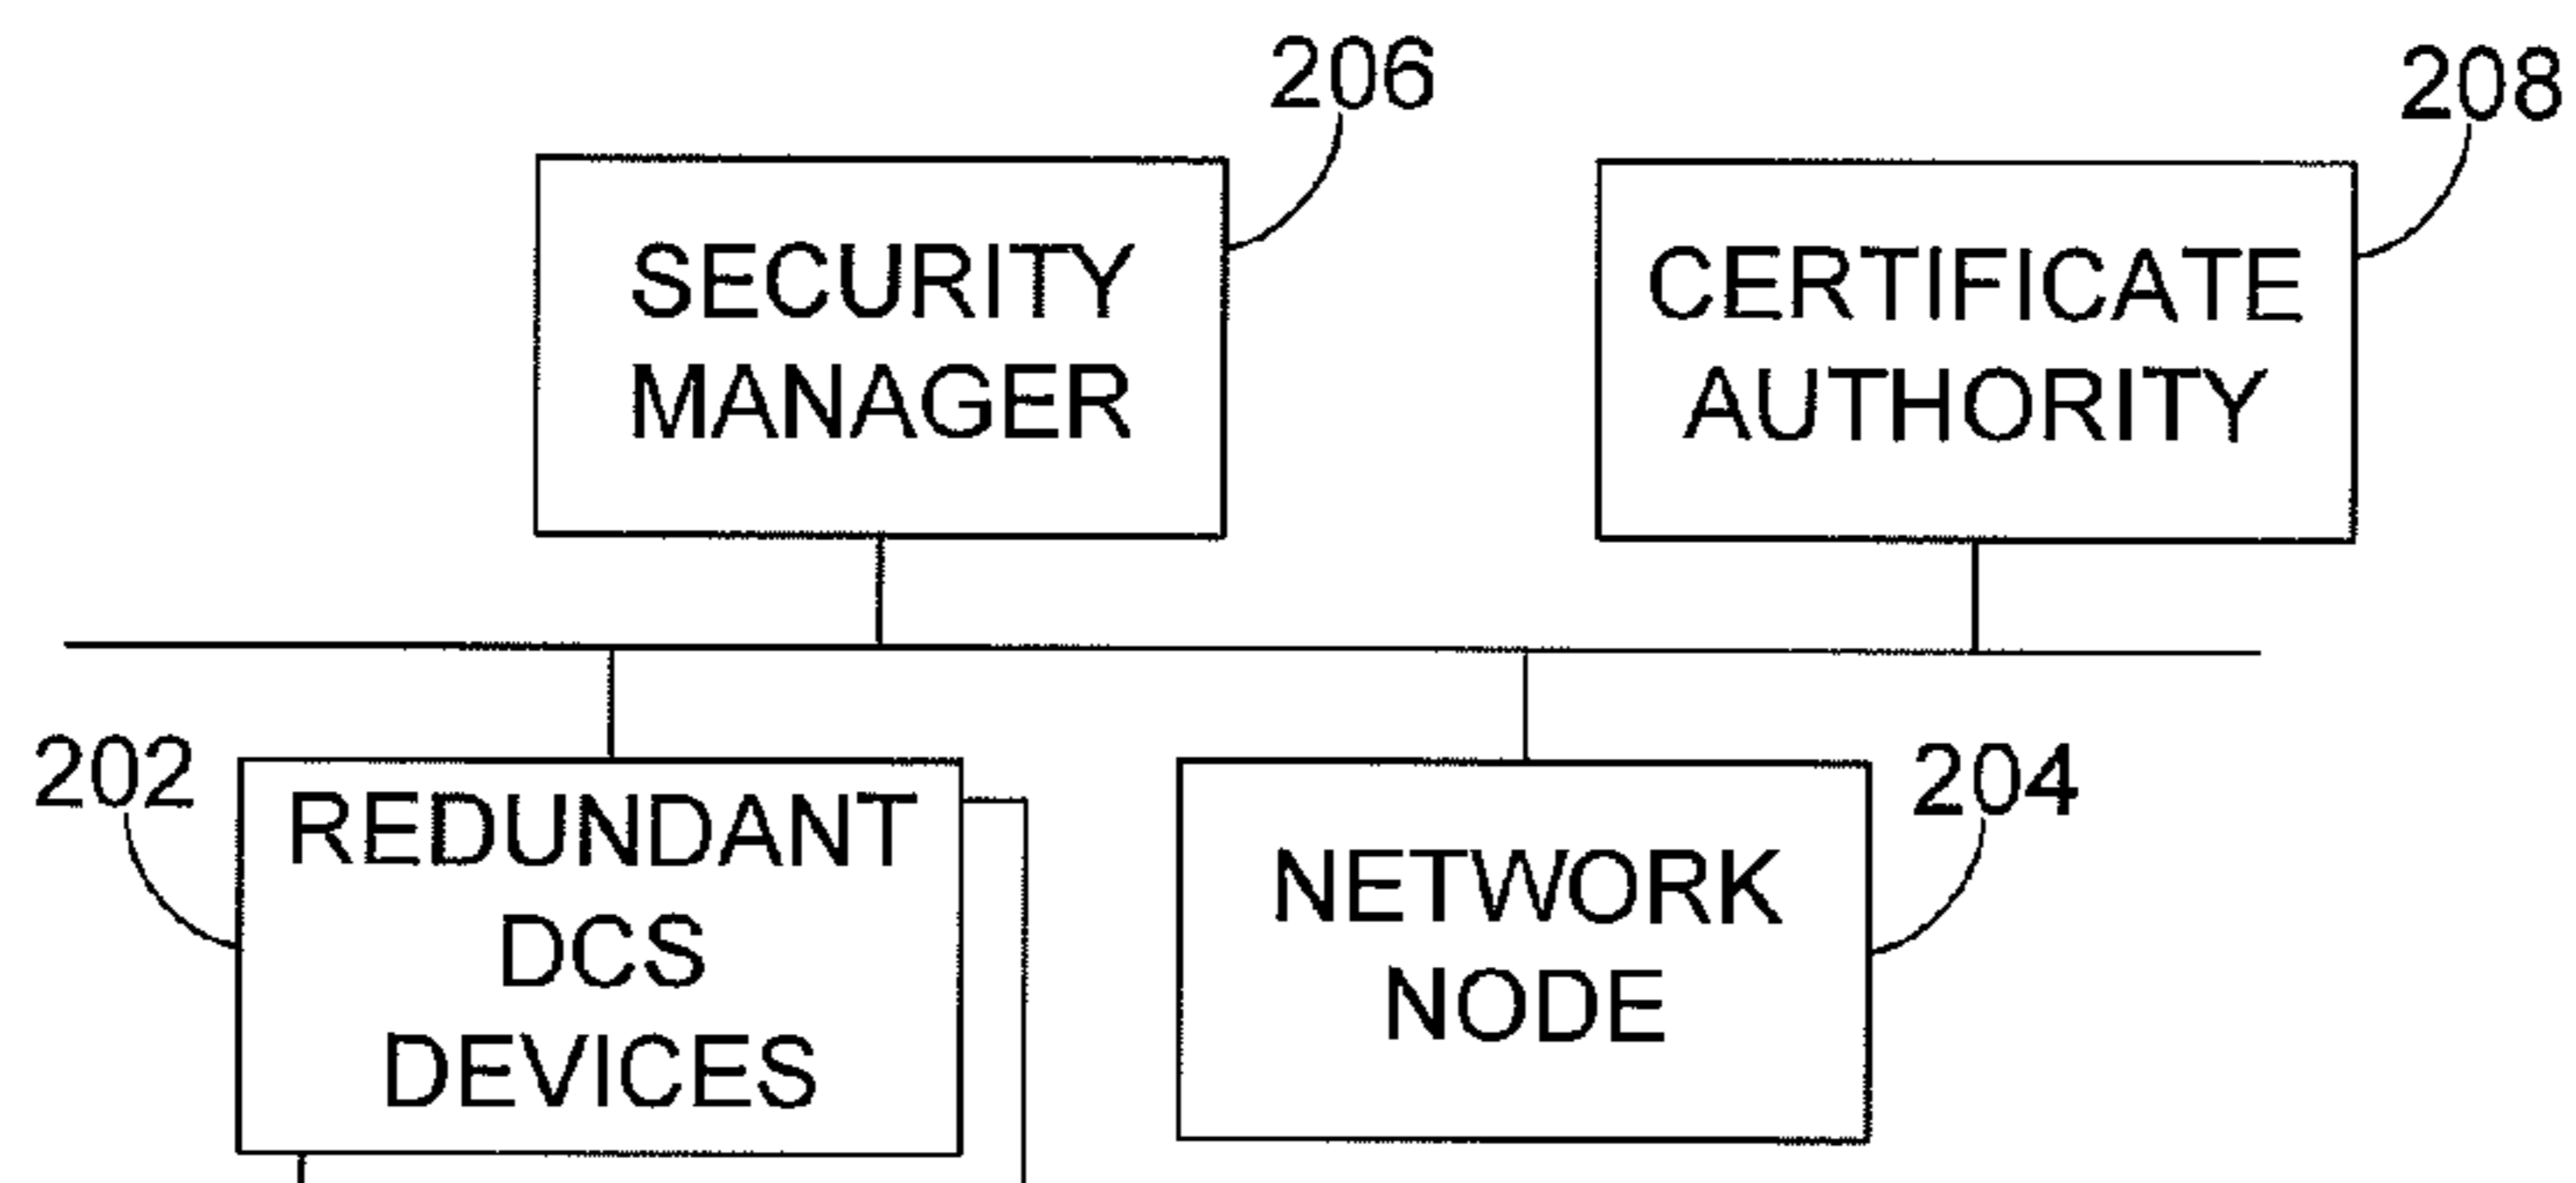 206
208
SECURITY
MANAGER
CERTIFICATE
AUTHORITY
202
REDUNDANT
DCS
DEVICES
204
NETWORK
NODE